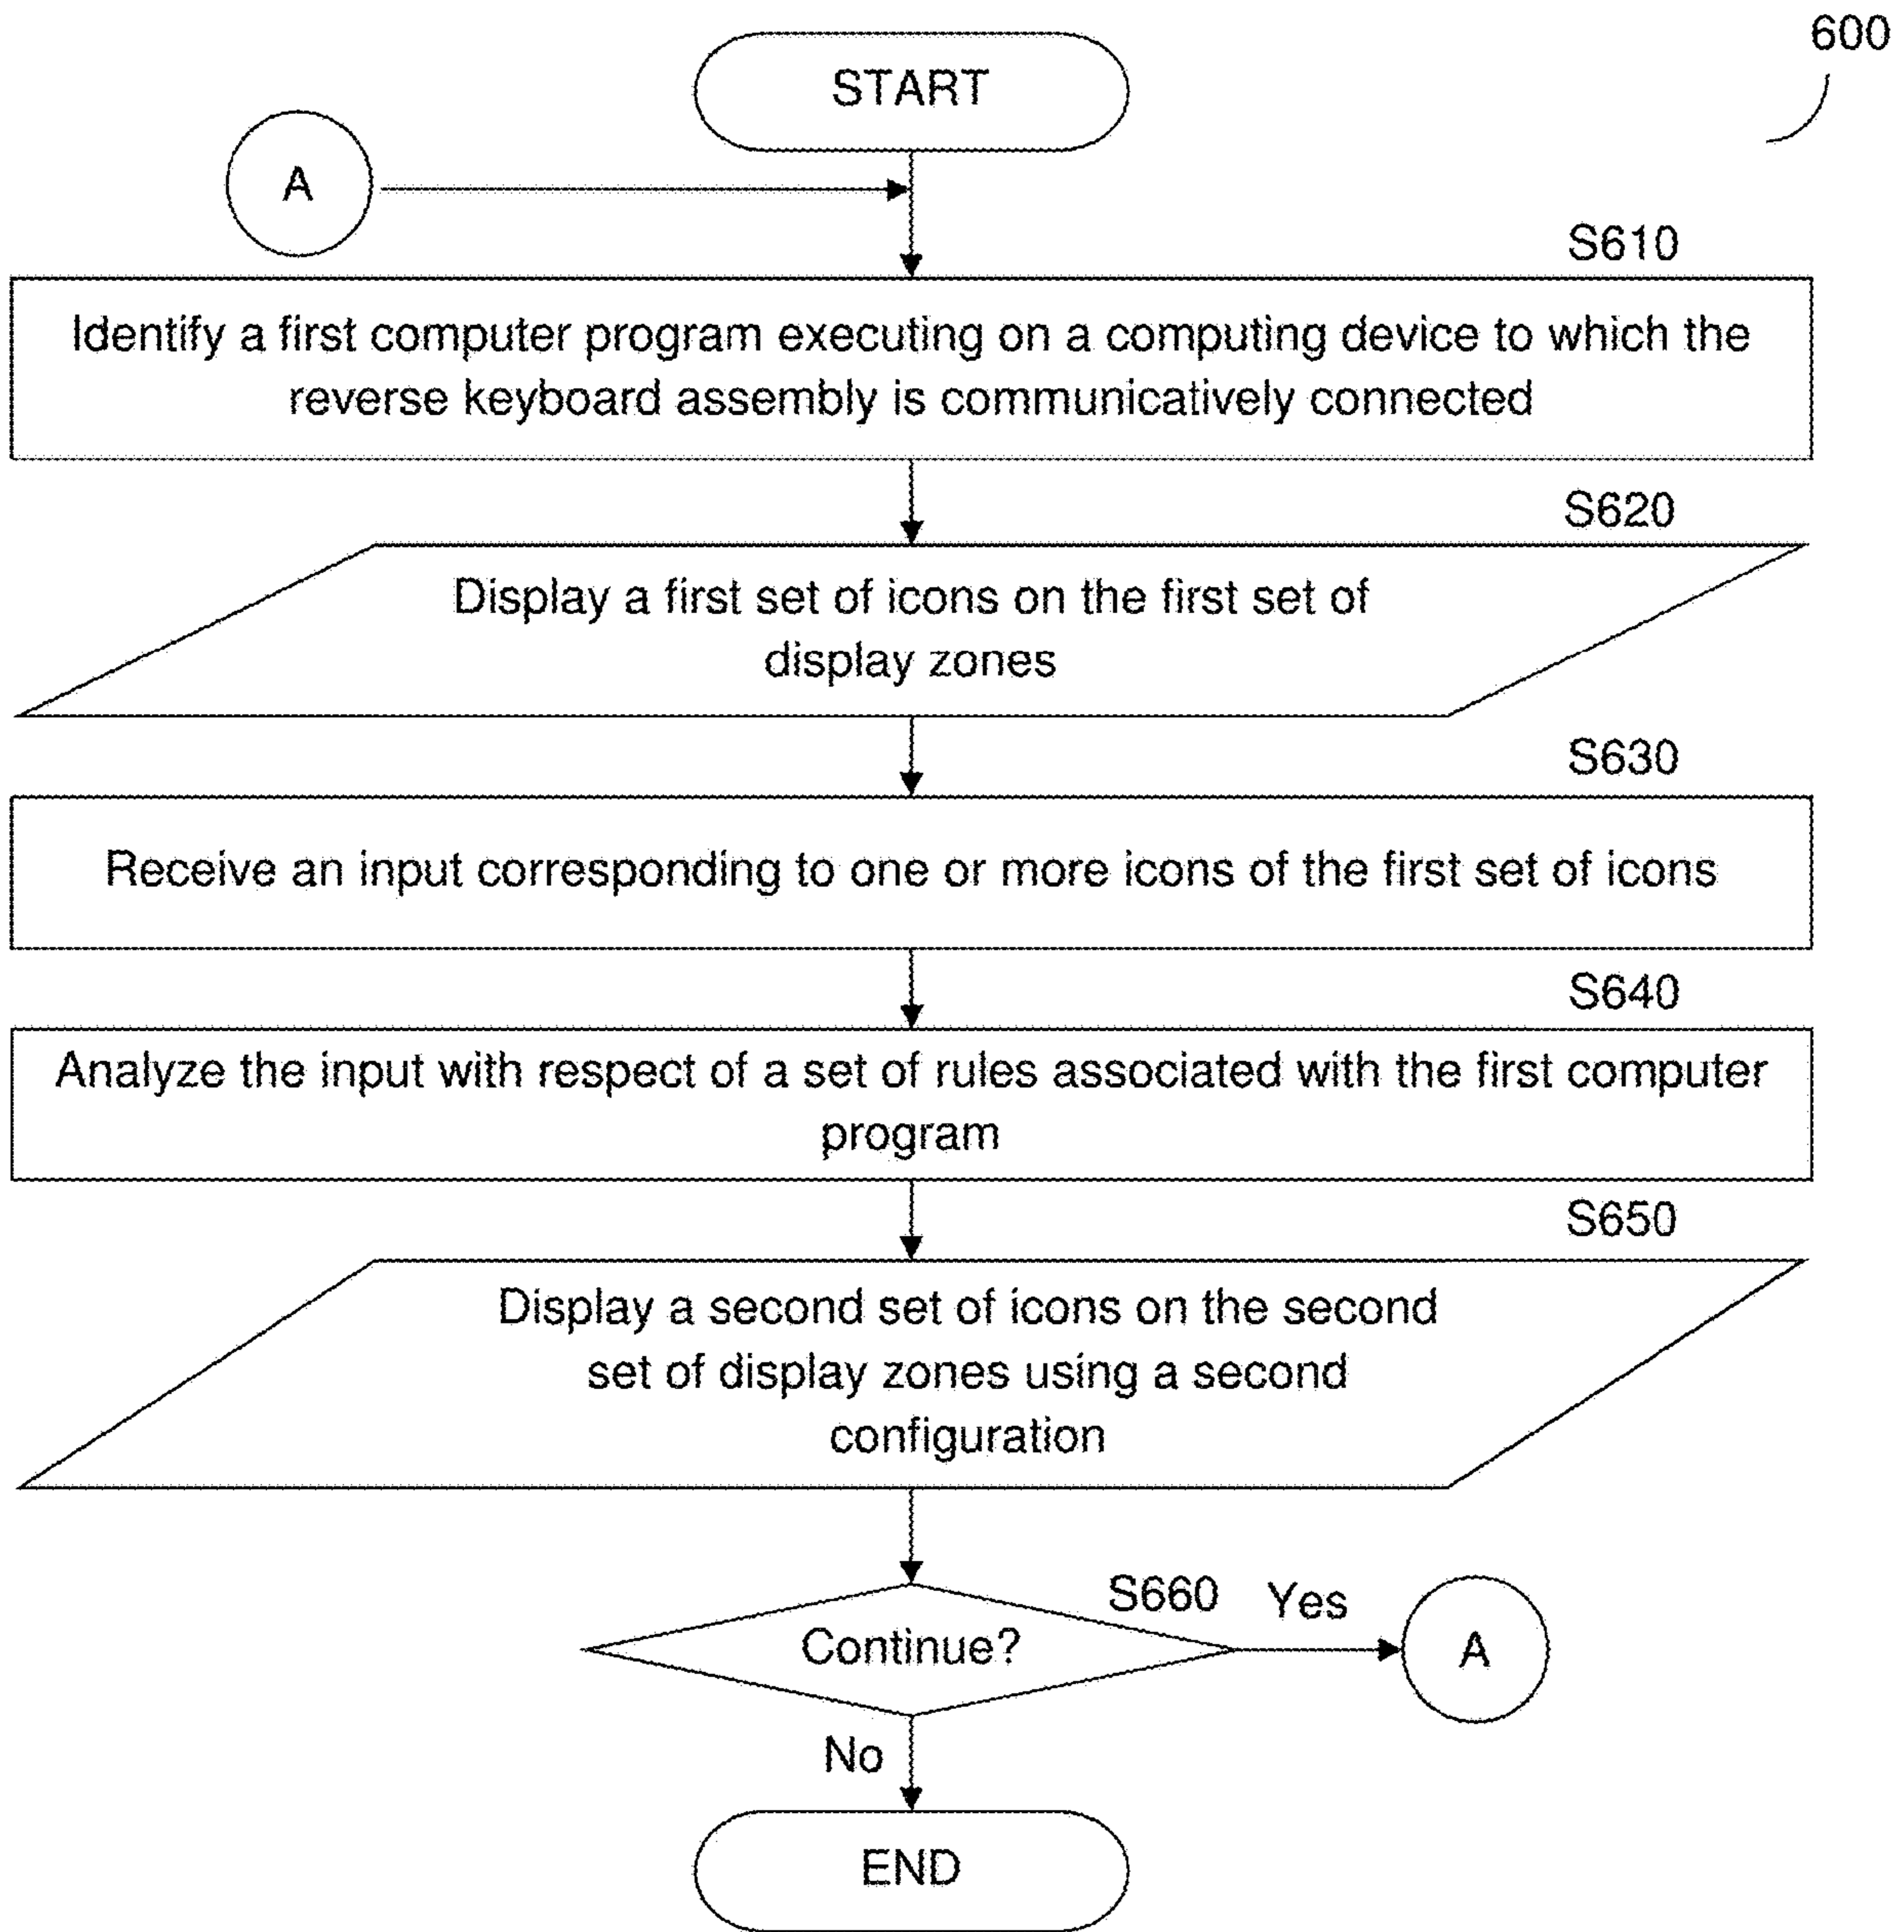 600
START
A
S610
Identify a first computer program executing on a computing device to which the
reverse keyboard assembly is communicatively connected
S620
Display a first set of icons on the first set of
display zones
S630
Receive an input corresponding to one or more icons of the first set of icons
S640
Analyze the input with respect of a set of rules associated with the first computer
program
S650
Display a second set of icons on the second
set of display zones using a second
configuration
S660
Yes
Continue?
A
No
END